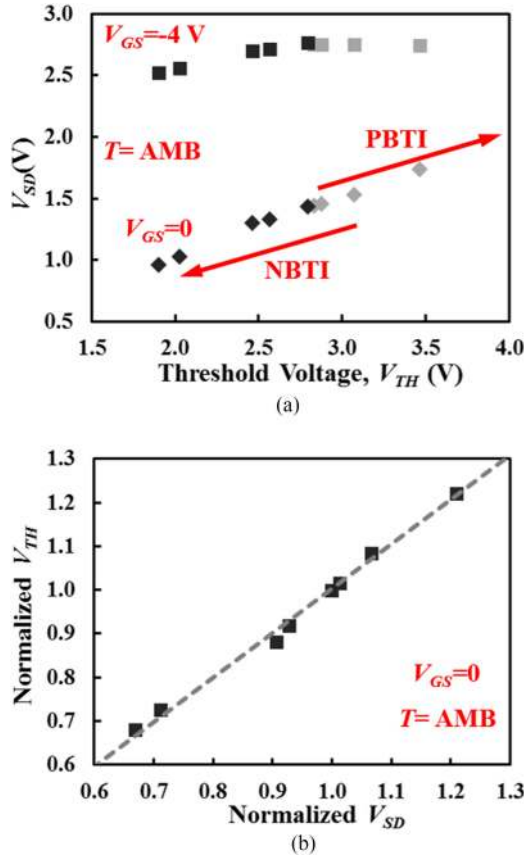 V_GS=-4 V
T= AMB
V_GS=0
PBTI
NBTI
V_SD(V)
3.0
2.5
2.0
1.5
1.0
0.5
1.5 2.0 2.5 3.0 3.5 4.0
Threshold Voltage, V_TH (V)
(a)
Normalized V_TH
1.3
1.2
1.1
1.0
0.9
0.8
0.7
0.6
V_GS=0
T= AMB
0.6 0.7 0.8 0.9 1.0 1.1 1.2 1.3
Normalized V_SD
(b)